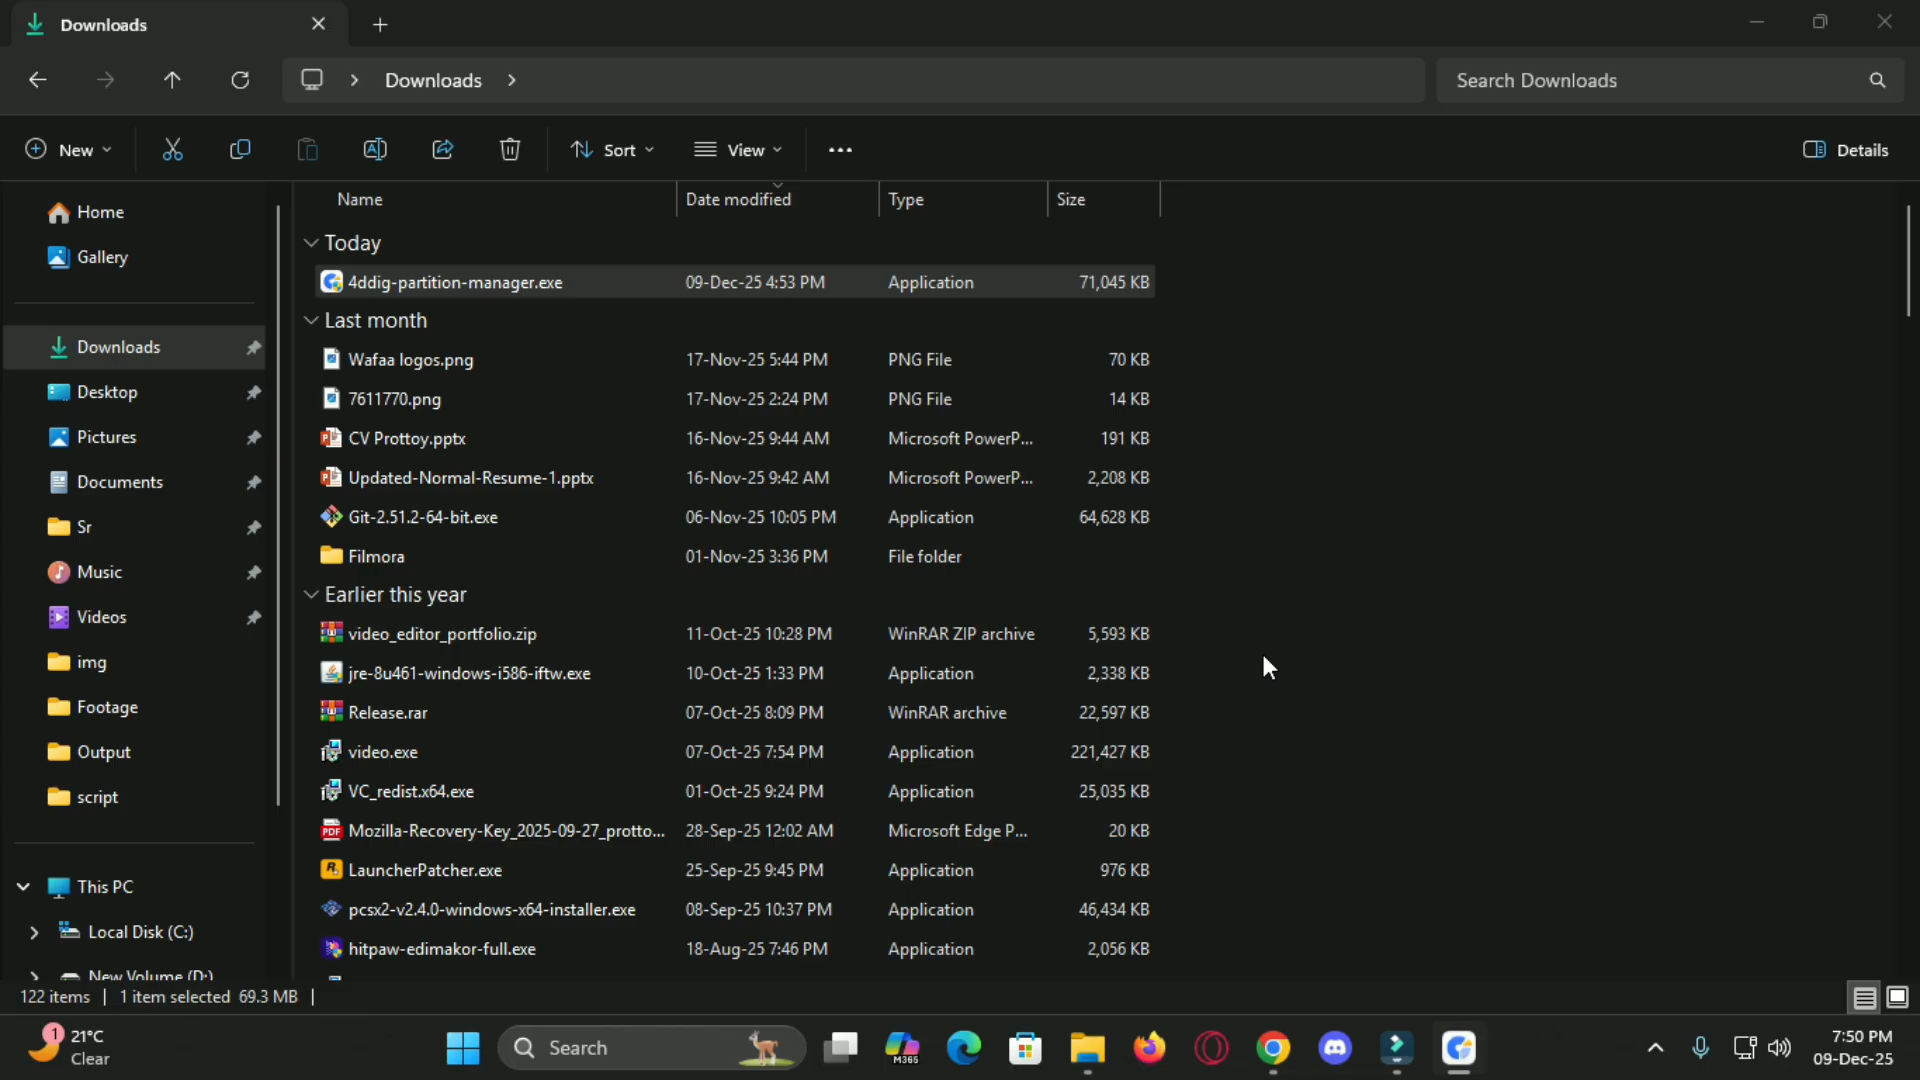 Downloads
Downloads
Search Downloads
New
Sort
View
Details
Home
Gallery
Downloads
Desktop
Pictures
Documents
Sr
Music
Videos
img
Footage
Output
script
This PC
Local Disk (C:)
New Volume (D:)
Name Date modified Type Size
Today
4ddig-partition-manager.exe 09-Dec-25 4:53 PM Application 71,045 KB
Last month
Wafaa logos.png 17-Nov-25 5:44 PM PNG File 70 KB
7611770.png 17-Nov-25 2:24 PM PNG File 14 KB
CV Prottoy.pptx 16-Nov-25 9:44 AM Microsoft PowerP... 191 KB
Updated-Normal-Resume-1.pptx 16-Nov-25 9:42 AM Microsoft PowerP... 2,208 KB
Git-2.51.2-64-bit.exe 06-Nov-25 10:05 PM Application 64,628 KB
Filmora 01-Nov-25 3:36 PM File folder
Earlier this year
video_editor_portfolio.zip 11-Oct-25 10:28 PM WinRAR ZIP archive 5,593 KB
jre-8u461-windows-i586-iftw.exe 10-Oct-25 1:33 PM Application 2,338 KB
Release.rar 07-Oct-25 8:09 PM WinRAR archive 22,597 KB
video.exe 07-Oct-25 7:54 PM Application 221,427 KB
VC_redist.x64.exe 01-Oct-25 9:24 PM Application 25,035 KB
Mozilla-Recovery-Key_2025-09-27_protto... 28-Sep-25 12:02 AM Microsoft Edge P... 20 KB
LauncherPatcher.exe 25-Sep-25 9:45 PM Application 976 KB
pcsx2-v2.4.0-windows-x64-installer.exe 08-Sep-25 10:37 PM Application 46,434 KB
hitpaw-edimakor-full.exe 18-Aug-25 7:46 PM Application 2,056 KB
122 items 1 item selected 69.3 MB
1
21°C
Clear
Search
M365
7:50 PM
09-Dec-25